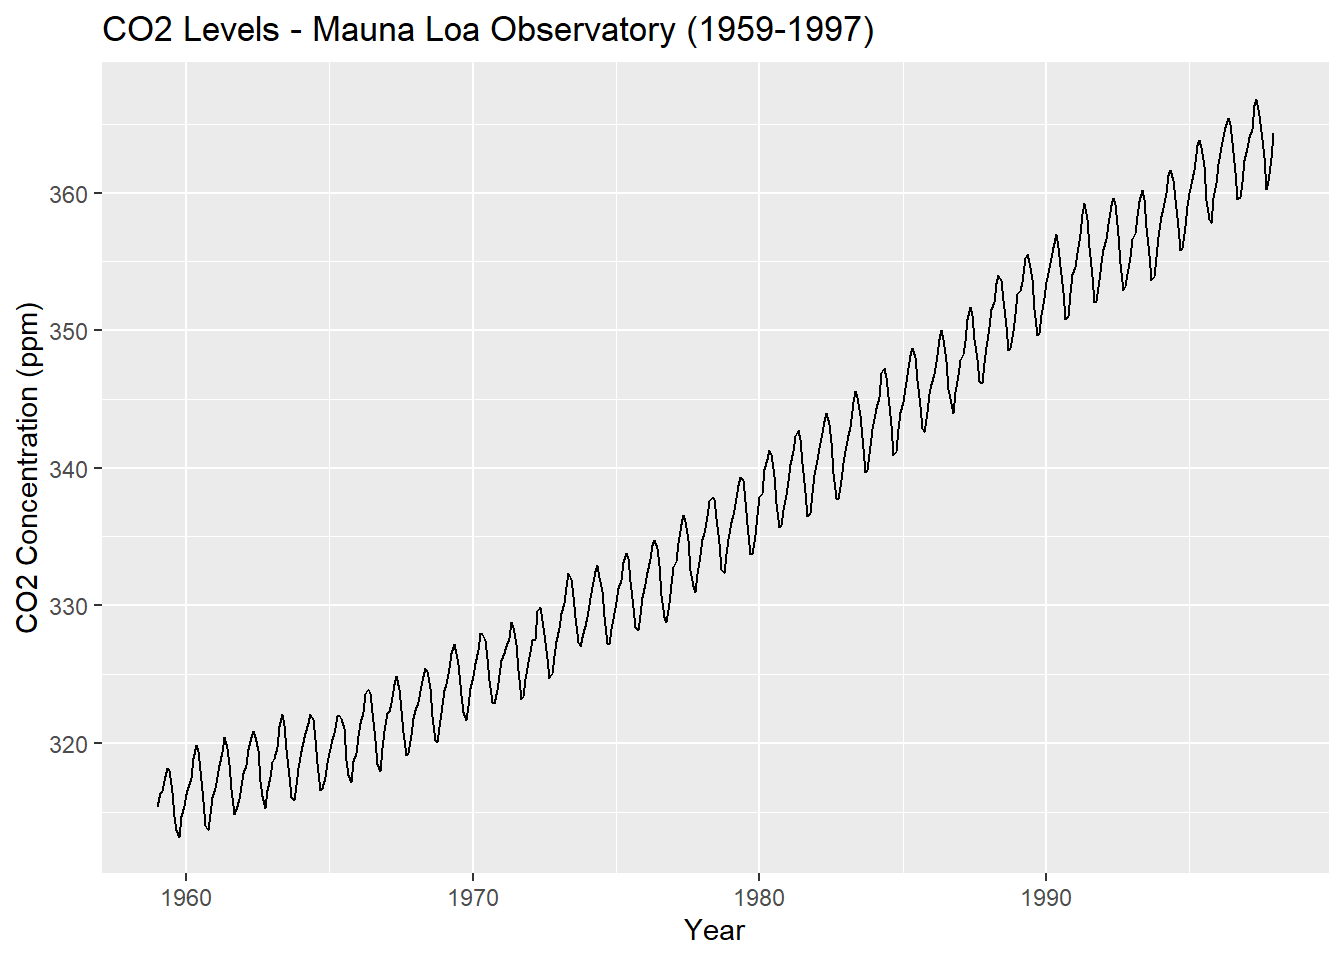 CO2 Levels - Mauna Loa Observatory (1959-1997)
CO2 Concentration (ppm)
360
350
340
330
320
1960 1970 1980 1990
Year